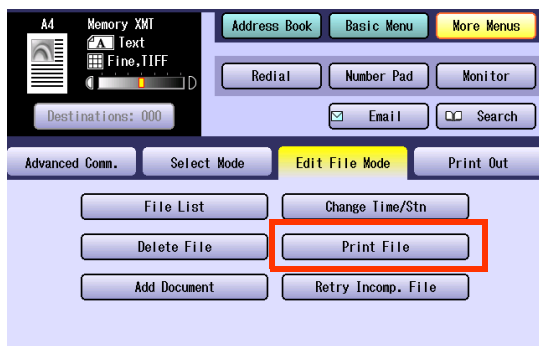 A4 Memory XMT
A Text
Fine,TIFF
D
Destinations: 000
Address Book Basic Menu More Menus
Redial Number Pad Monitor
Email Search
Advanced Comm. Select Mode Edit File Mode Print Out
File List Change Time/Stn
Delete File Print File
Add Document Retry Incomp. File